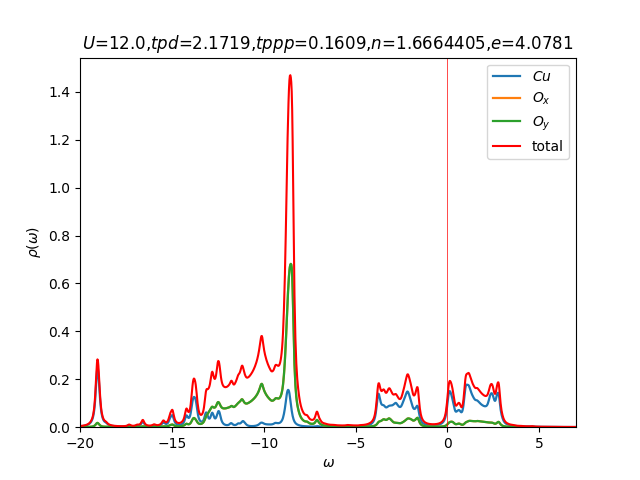 U=12.0,tpd=2.1719,tppp=0.1609,n=1.6664405,e=4.0781
ρ(ω)
1.4
1.2
1.0
0.8
0.6
0.4
0.2
0.0
Cu
Oₓ
O_y
total
−20 −15 −10 −5 0 5
ω